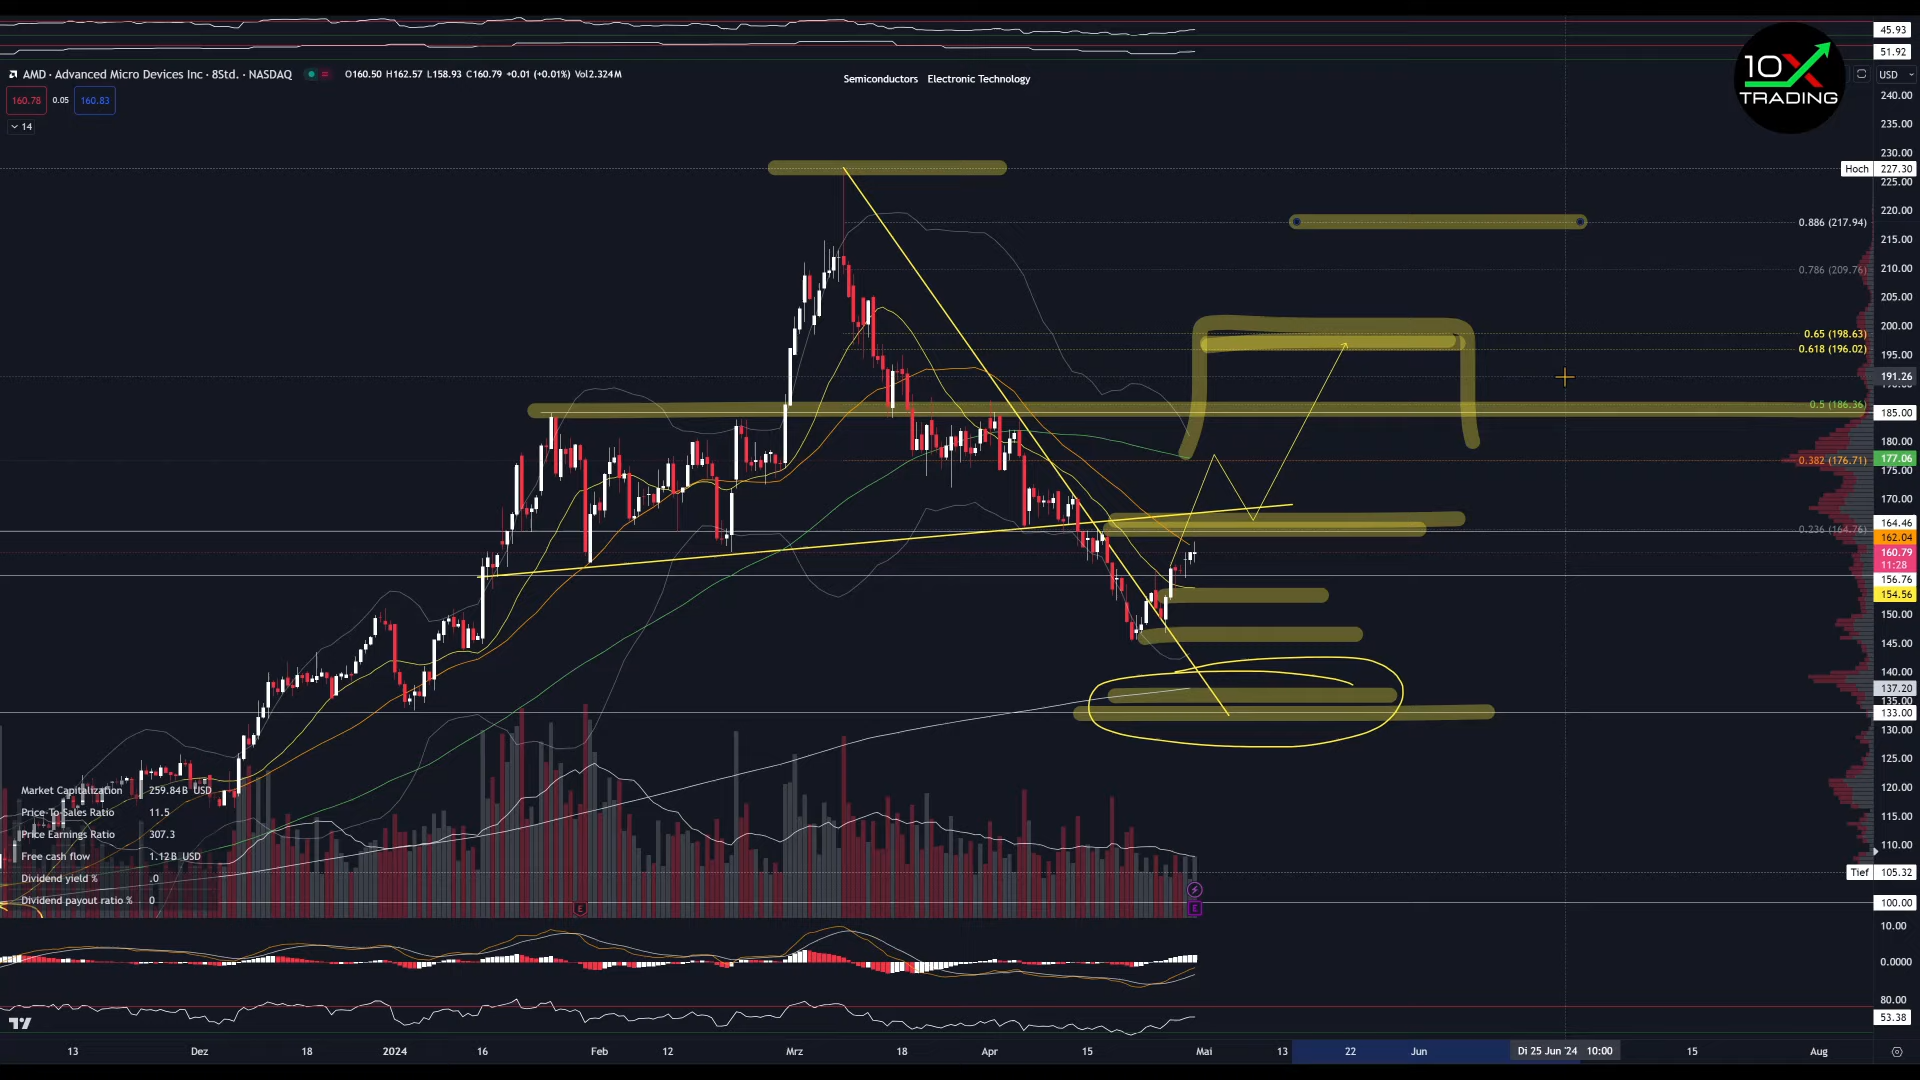 45.93
51.92
AMD · Advanced Micro Devices Inc · 8Std. · NASDAQ O160.50 H162.57 L158.93 C160.79 +0.01 (+0.01%) Vol2.324M
Semiconductors Electronic Technology
10X
TRADING
USD
160.78 0.05 160.83
14
240.00
235.00
230.00
Hoch 227.30
225.00
220.00
0.886 (217.94)
215.00
0.786 (209.76)
210.00
205.00
200.00
0.65 (198.63)
0.618 (196.02)
195.00
191.26
0.5 (186.36)
185.00
180.00
0.382 (176.71) 177.06
175.00
170.00
0.236 (164.76) 164.46
162.04
160.79
11:28
156.76
154.56
150.00
145.00
140.00
137.20
135.00
133.00
130.00
125.00
120.00
115.00
110.00
Tief 105.32
100.00
Market Capitalization 259.84B USD
Price-To-Sales Ratio 11.5
Price Earnings Ratio 307.3
Free cash flow 1.12B USD
Dividend yield % .0
Dividend payout ratio % 0
E
E
10.00
0.0000
80.00
53.38
13 Dez 18 2024 16 Feb 12 Mrz 18 Apr 15 Mai 13 22 Jun Di 25 Jun '24 10:00 15 Aug